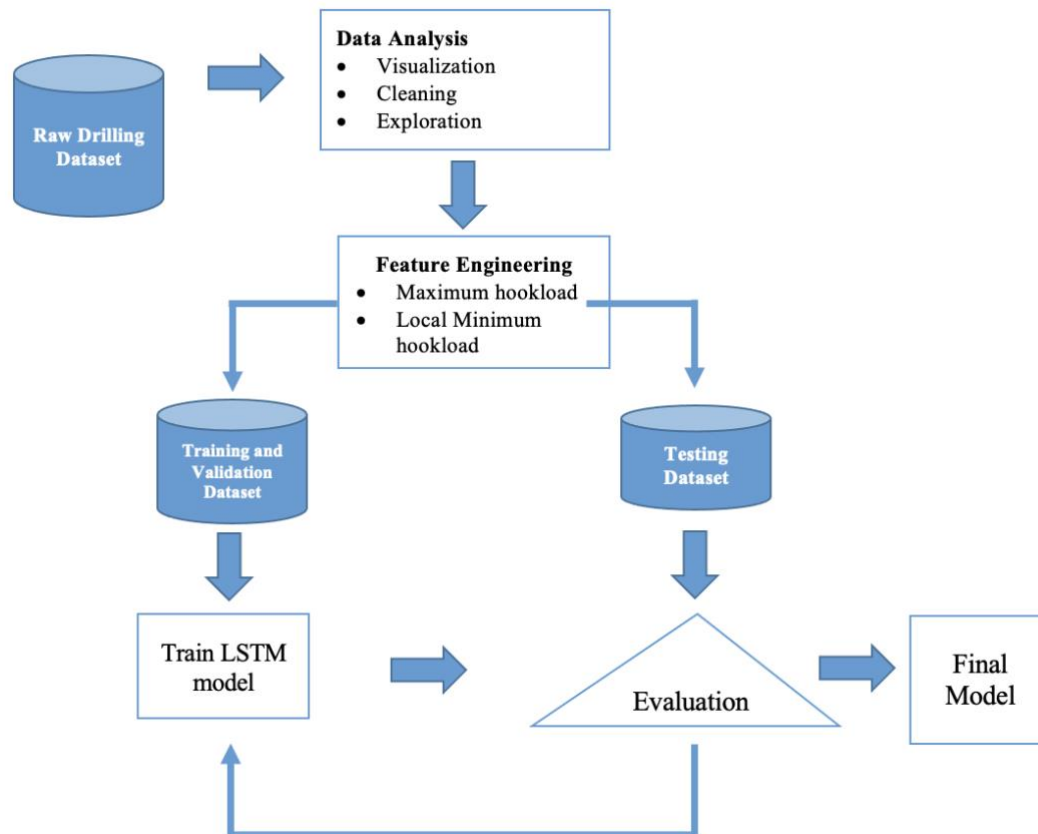 Data Analysis
• Visualization
• Cleaning
• Exploration
Raw Drilling
Dataset
Feature Engineering
• Maximum hookload
• Local Minimum
hookload
Training and
Validation
Dataset
Testing
Dataset
Train LSTM
model
Evaluation
Final
Model